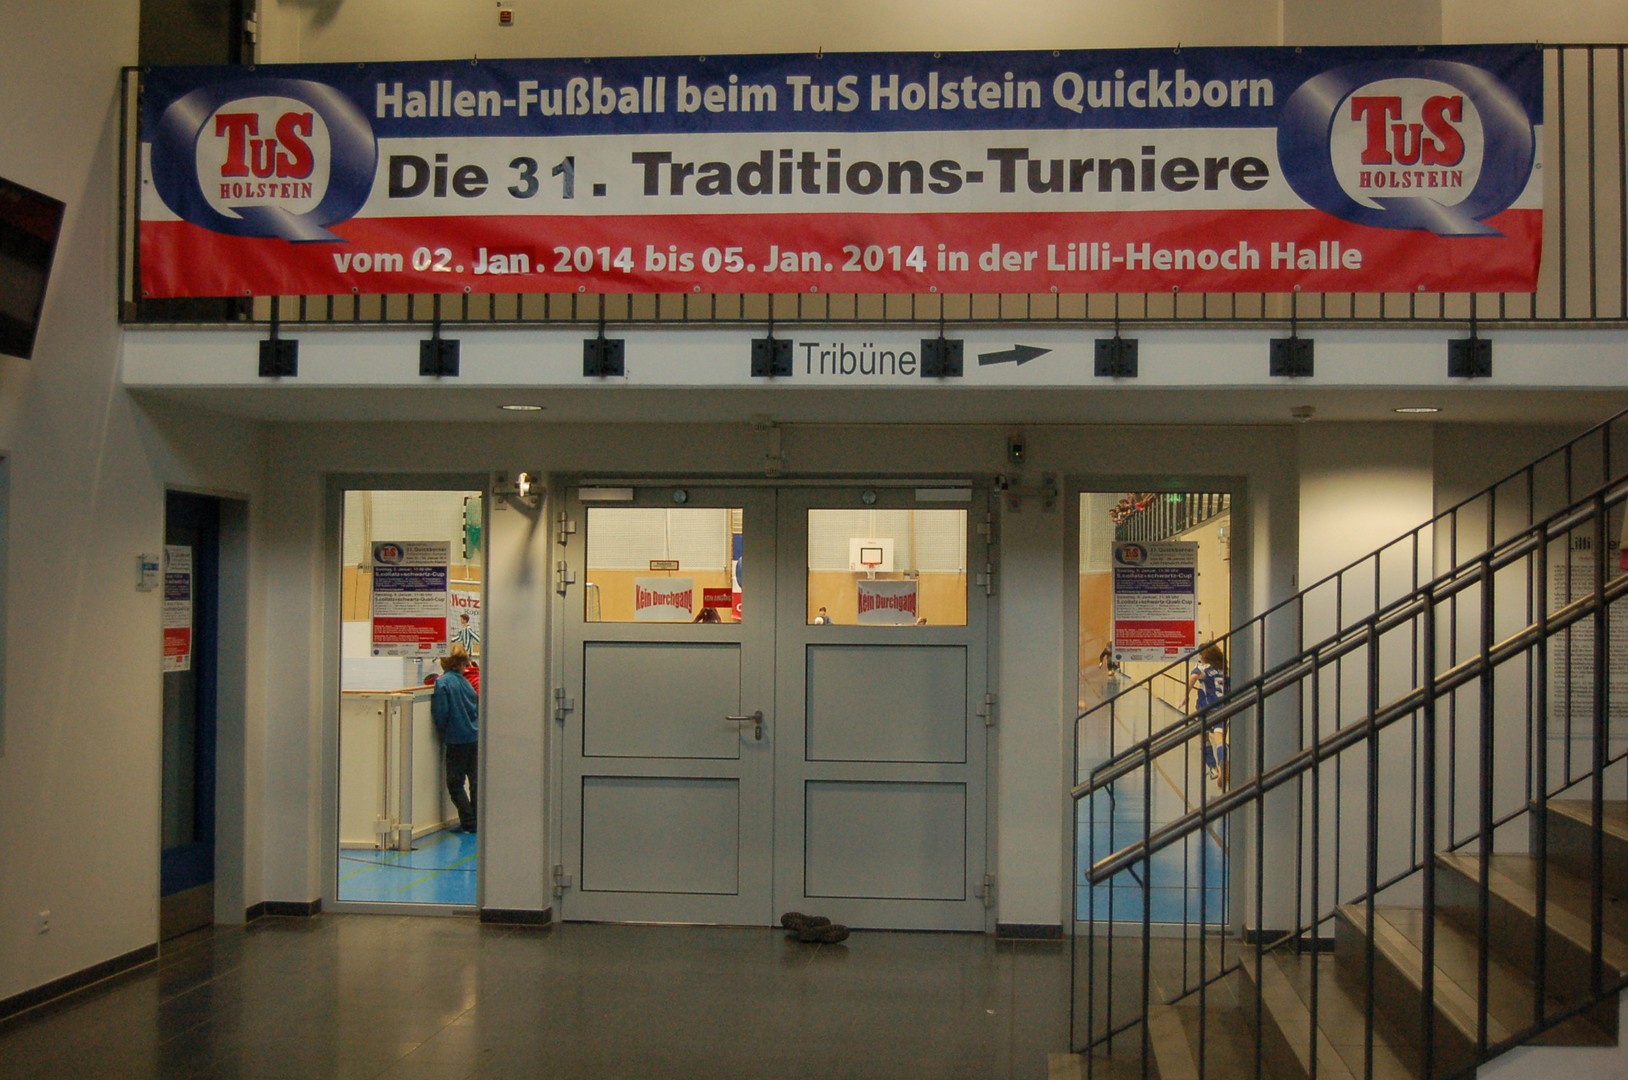 Hallen-Fußball beim TuS Holstein Quickborn
TuS
HOLSTEIN
Die 31. Traditions-Turniere
TuS
HOLSTEIN
vom 02. Jan. 2014 bis 05. Jan. 2014 in der Lilli-Henoch Halle
Tribüne
Kein Durchgang
Kein Durchgang